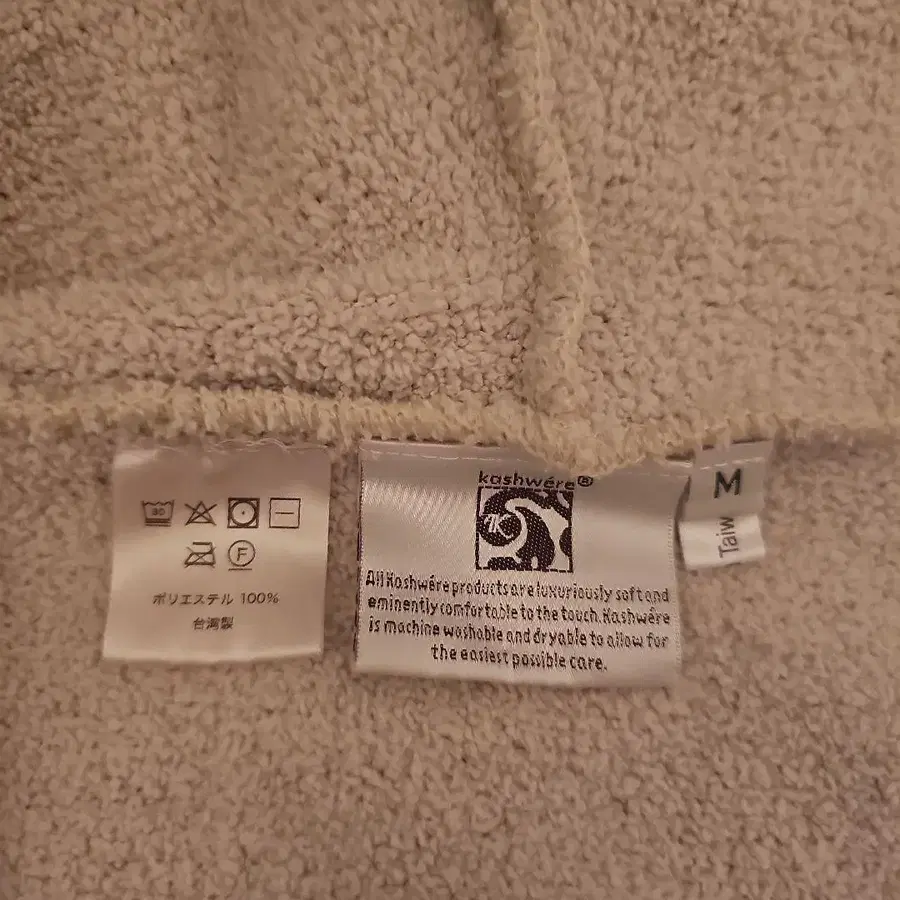 30
F
ポリエステル 100%
台湾製
kashwére®
All Kashwére products are luxuriously soft and
eminently comfortable to the touch. Kashwére
is machine washable and dryable to allow for
the easiest possible care.
M
Taiw